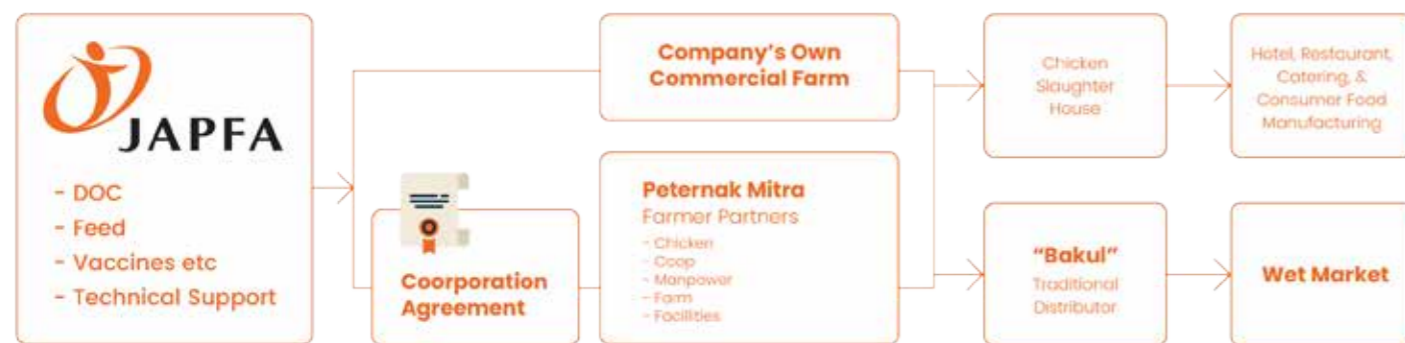 JAPFA
- DOC
- Feed
- Vaccines etc
- Technical Support
Coorporation
Agreement
Company's Own
Commercial Farm
Peternak Mitra
Farmer Partners
- Chicken
- Coop
- Manpower
- Farm
- Facillities
Chicken
Slaughter
House
Hotel, Restaurant,
Catering, &
Consumer Food
Manufacturing
"Bakul"
Traditional
Distributor
Wet Market